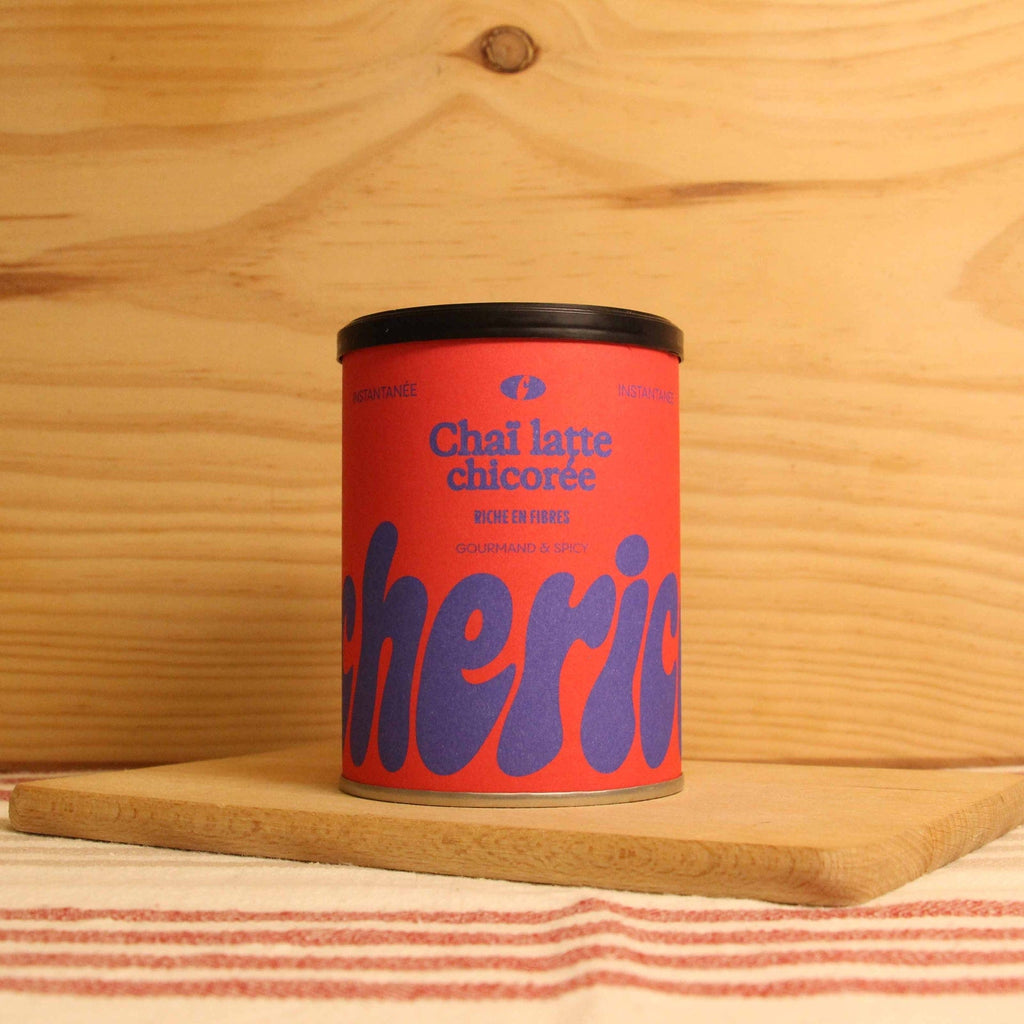 INSTANTANÉE
INSTANTANÉE
Chaï latte
chicorée
RICHE EN FIBRES
GOURMAND & SPICY
cheric